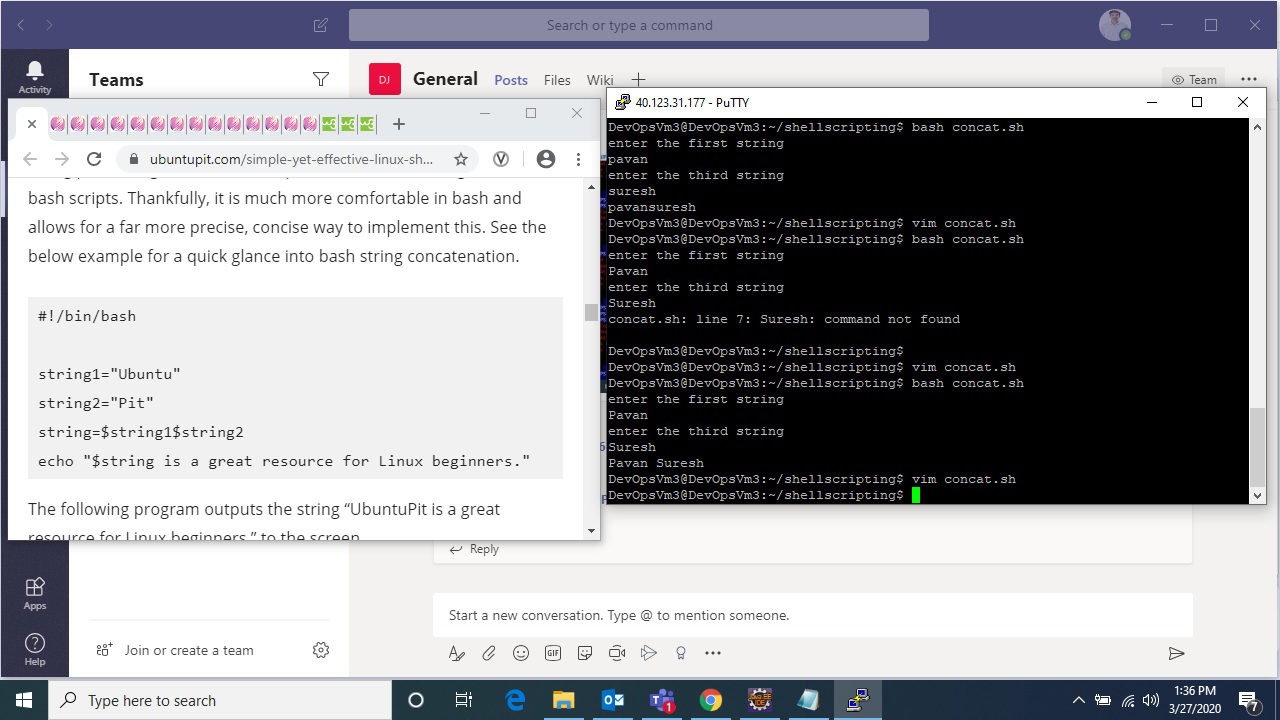 Search or type a command
Activity
Teams
DJ
General Posts Files Wiki
Team
ubuntupit.com/simple-yet-effective-linux-sh...
bash scripts. Thankfully, it is much more comfortable in bash and
allows for a far more precise, concise way to implement this. See the
below example for a quick glance into bash string concatenation.
#!/bin/bash
string1="Ubuntu"
string2="Pit"
string=$string1$string2
echo "$string is a great resource for Linux beginners."
The following program outputs the string “UbuntuPit is a great
resource for Linux beginners.” to the screen
40.123.31.177 - PuTTY
DevOpsVm3@DevOpsVm3:~/shellscripting$ bash concat.sh
enter the first string
pavan
enter the third string
suresh
pavansuresh
DevOpsVm3@DevOpsVm3:~/shellscripting$ vim concat.sh
DevOpsVm3@DevOpsVm3:~/shellscripting$ bash concat.sh
enter the first string
Pavan
enter the third string
Suresh
concat.sh: line 7: Suresh: command not found
DevOpsVm3@DevOpsVm3:~/shellscripting$
DevOpsVm3@DevOpsVm3:~/shellscripting$ vim concat.sh
DevOpsVm3@DevOpsVm3:~/shellscripting$ bash concat.sh
enter the first string
Pavan
enter the third string
Suresh
Pavan Suresh
DevOpsVm3@DevOpsVm3:~/shellscripting$ vim concat.sh
DevOpsVm3@DevOpsVm3:~/shellscripting$
Reply
Apps
Start a new conversation. Type @ to mention someone.
Join or create a team
GIF
Help
Type here to search
1
Java EE
IDE
1:36 PM
3/27/2020
7